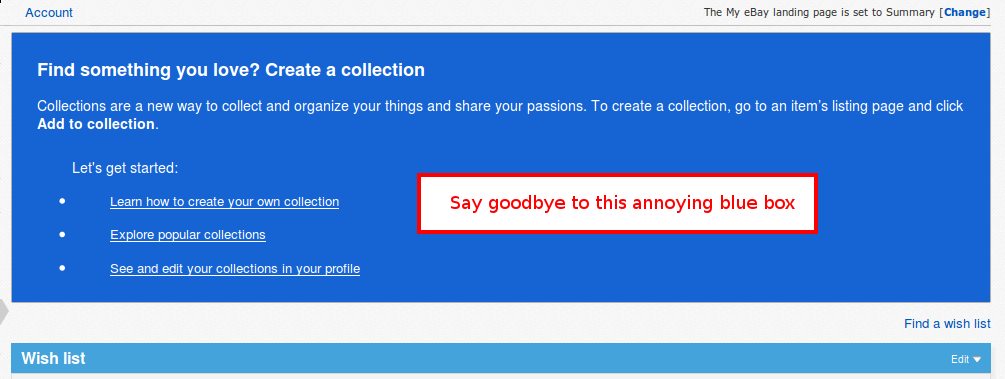 Account
The My eBay landing page is set to Summary [Change]
Find something you love? Create a collection
Collections are a new way to collect and organize your things and share your passions. To create a collection, go to an item's listing page and click
Add to collection.
Let's get started:
• Learn how to create your own collection
Say goodbye to this annoying blue box
• Explore popular collections
• See and edit your collections in your profile
Find a wish list
Wish list
Edit